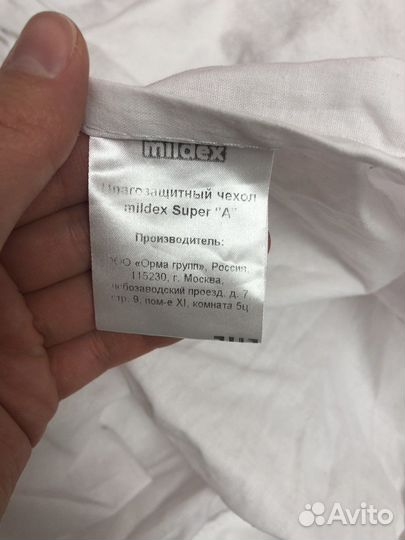 mildex
Влагозащитный чехол
mildex Super "A"
Производитель:
ООО «Орма групп», Россия,
115230, г. Москва,
Хлебозаводский проезд, д. 7
стр. 9, пом-е XI, комната 5ц
Avito